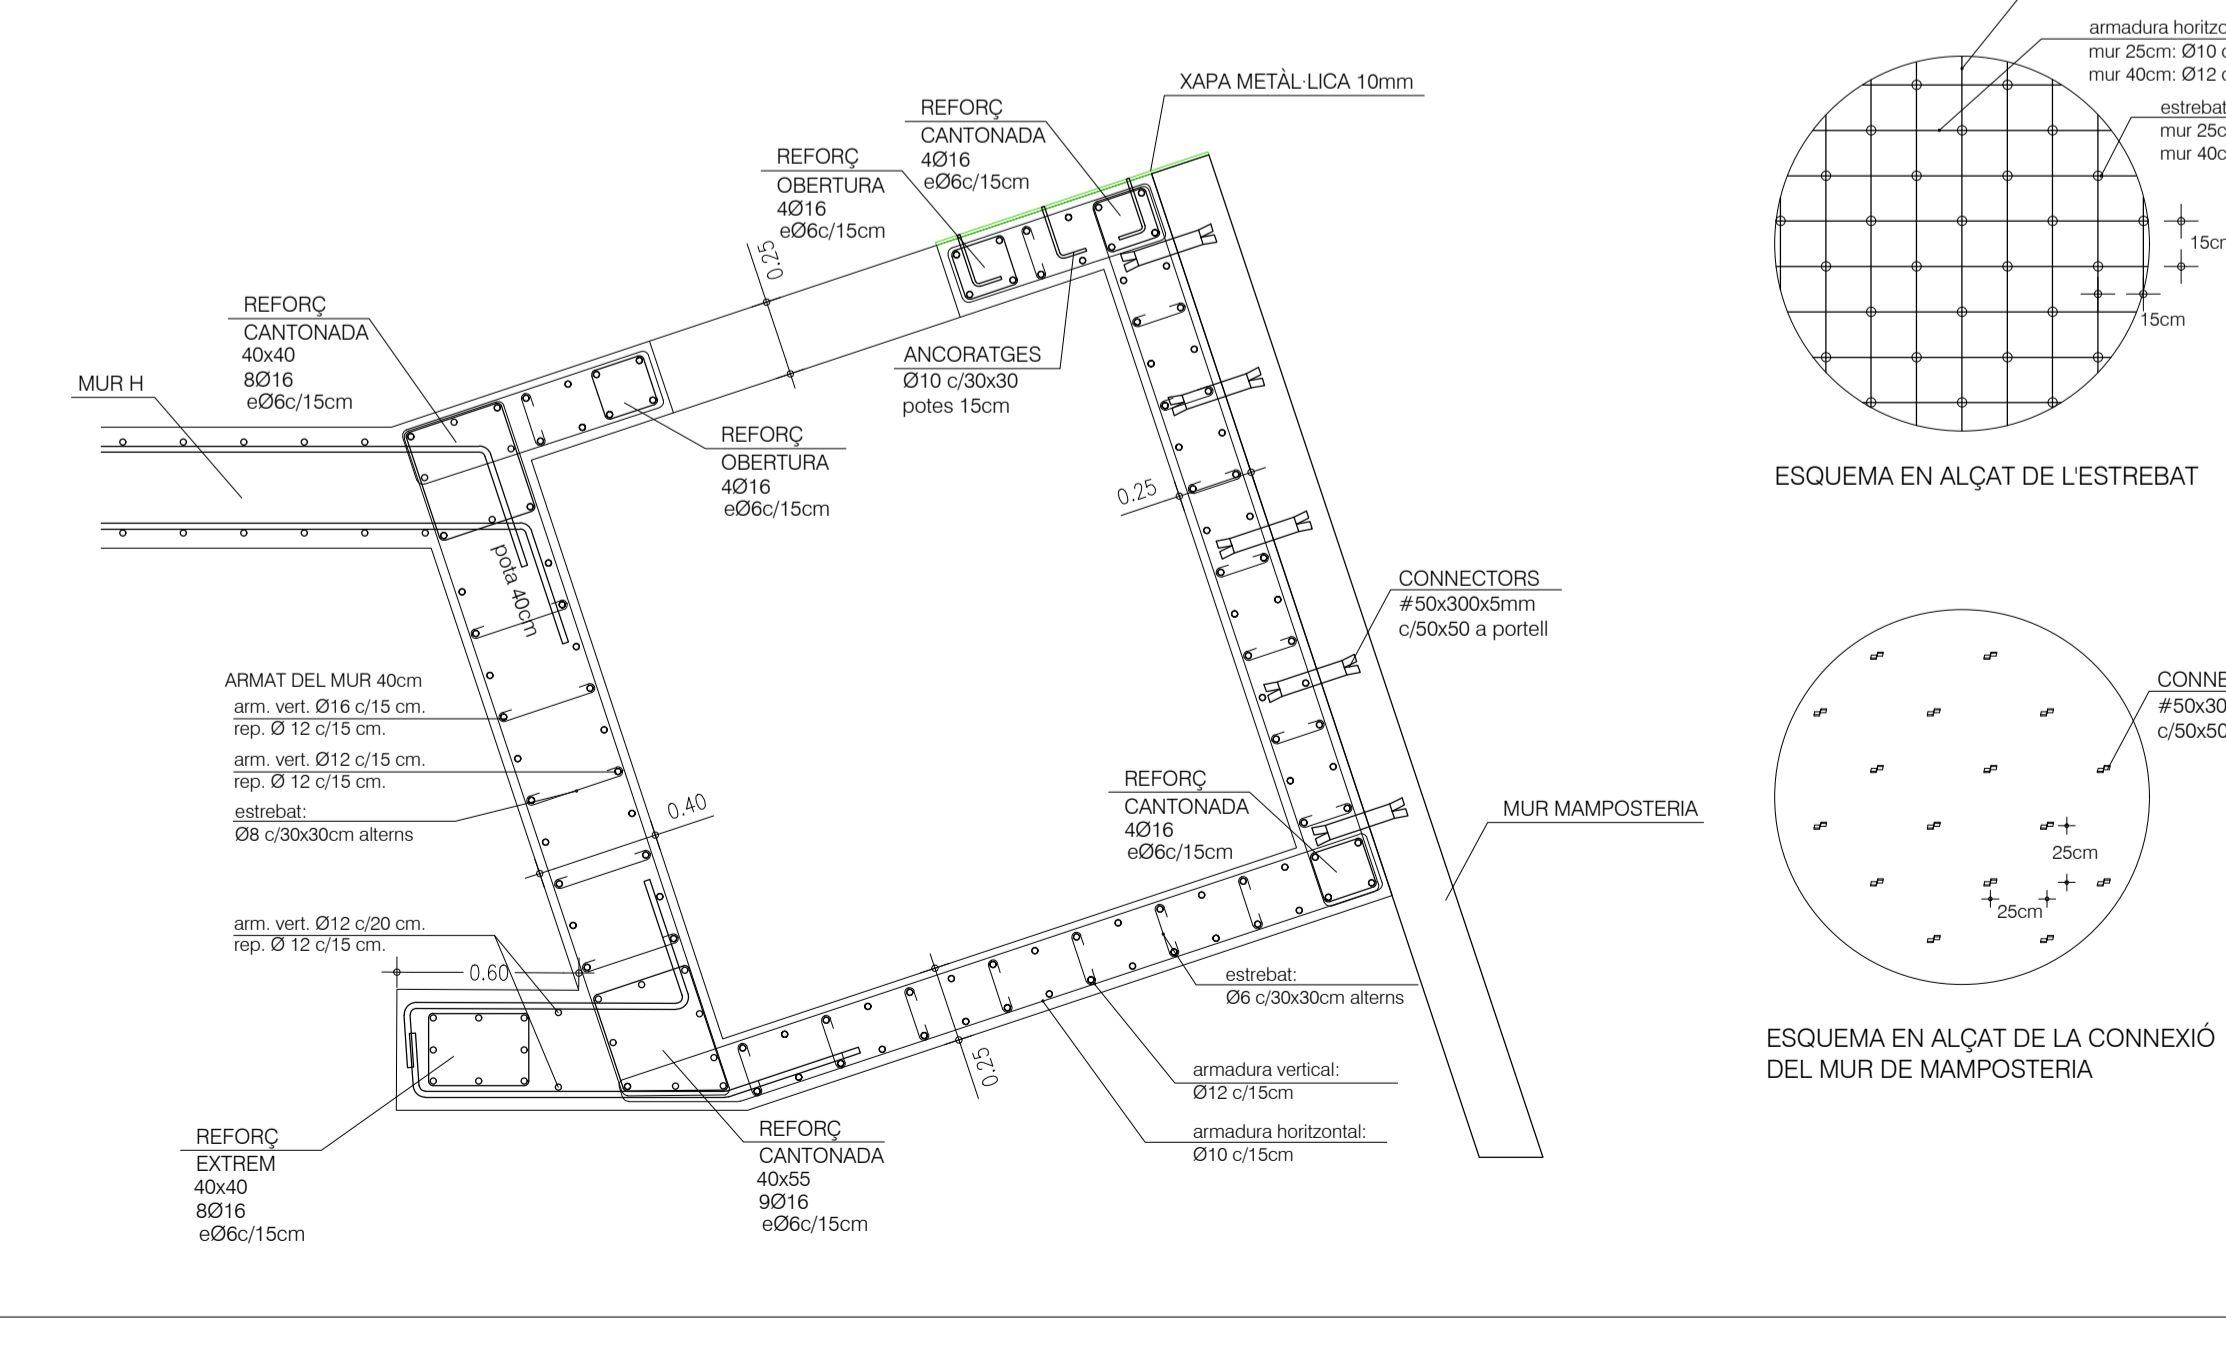 XAPA METÀL·LICA 10mm
REFORÇ
CANTONADA
4Ø16
eØ6c/15cm
REFORÇ
OBERTURA
4Ø16
eØ6c/15cm
0.25
REFORÇ
CANTONADA
40x40
8Ø16
eØ6c/15cm
MUR H
ANCORATGES
Ø10 c/30x30
potes 15cm
REFORÇ
OBERTURA
4Ø16
eØ6c/15cm
0.25
pota 40cm
CONNECTORS
#50x300x5mm
c/50x50 a portell
ARMAT DEL MUR 40cm
arm. vert. Ø16 c/15 cm.
rep. Ø 12 c/15 cm.
arm. vert. Ø12 c/15 cm.
rep. Ø 12 c/15 cm.
estrebat:
Ø8 c/30x30cm alterns
0.40
REFORÇ
CANTONADA
4Ø16
eØ6c/15cm
MUR MAMPOSTERIA
arm. vert. Ø12 c/20 cm.
rep. Ø 12 c/15 cm.
0.60
estrebat:
Ø6 c/30x30cm alterns
0.25
armadura vertical:
Ø12 c/15cm
armadura horitzontal:
Ø10 c/15cm
REFORÇ
EXTREM
40x40
8Ø16
eØ6c/15cm
REFORÇ
CANTONADA
40x55
9Ø16
eØ6c/15cm
armadura horitzo
mur 25cm: Ø10 c
mur 40cm: Ø12 c
estrebat
mur 25c
mur 40c
15cm
15cm
ESQUEMA EN ALÇAT DE L'ESTREBAT
CONNE
#50x30
c/50x50
25cm
25cm
ESQUEMA EN ALÇAT DE LA CONNEXIÓ
DEL MUR DE MAMPOSTERIA